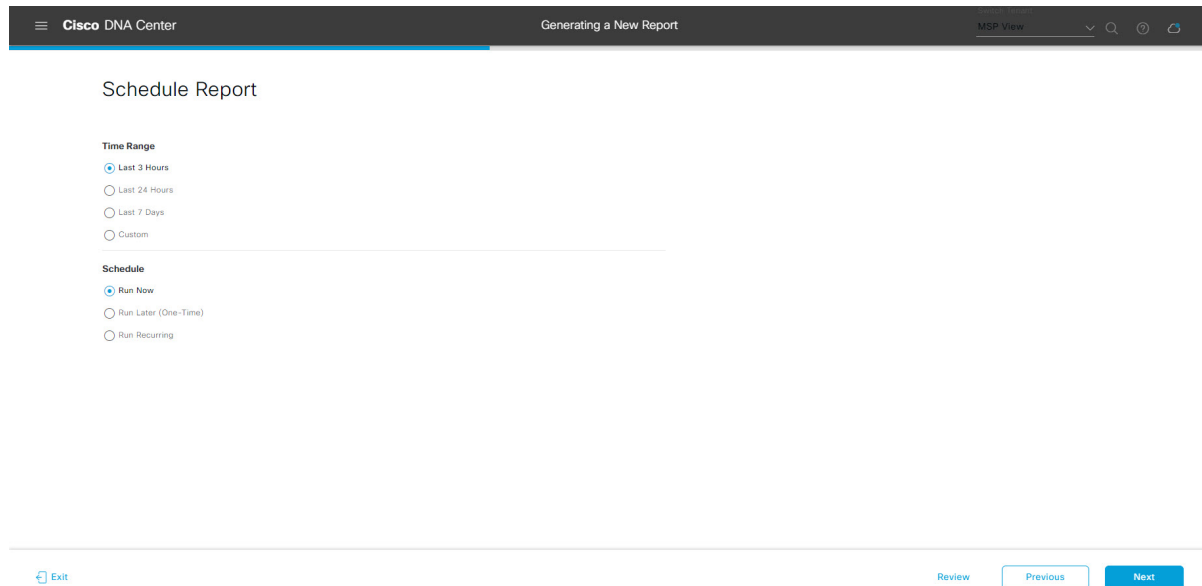 Cisco DNA Center
Generating a New Report
MSP View
Schedule Report
Time Range
Last 3 Hours
Last 24 Hours
Last 7 Days
Custom
Schedule
Run Now
Run Later (One-Time)
Run Recurring
Exit
Review
Previous
Next